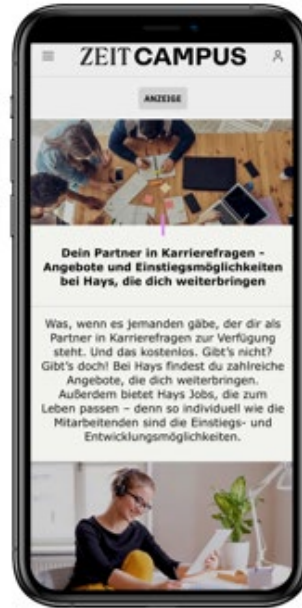 ZEIT CAMPUS
ANZEIGE
Dein Partner in Karrierefragen -
Angebote und Einstiegsmöglichkeiten
bei Hays, die dich weiterbringen
Was, wenn es jemanden gäbe, der dir als
Partner in Karrierefragen zur Verfügung
steht. Und das kostenlos. Gibt's nicht?
Gibt's doch! Bei Hays findest du zahlreiche
Angebote, die dich weiterbringen.
Außerdem bietet Hays Jobs, die zum
Leben passen – denn so individuell wie die
Mitarbeitenden sind die Einstiegs- und
Entwicklungsmöglichkeiten.